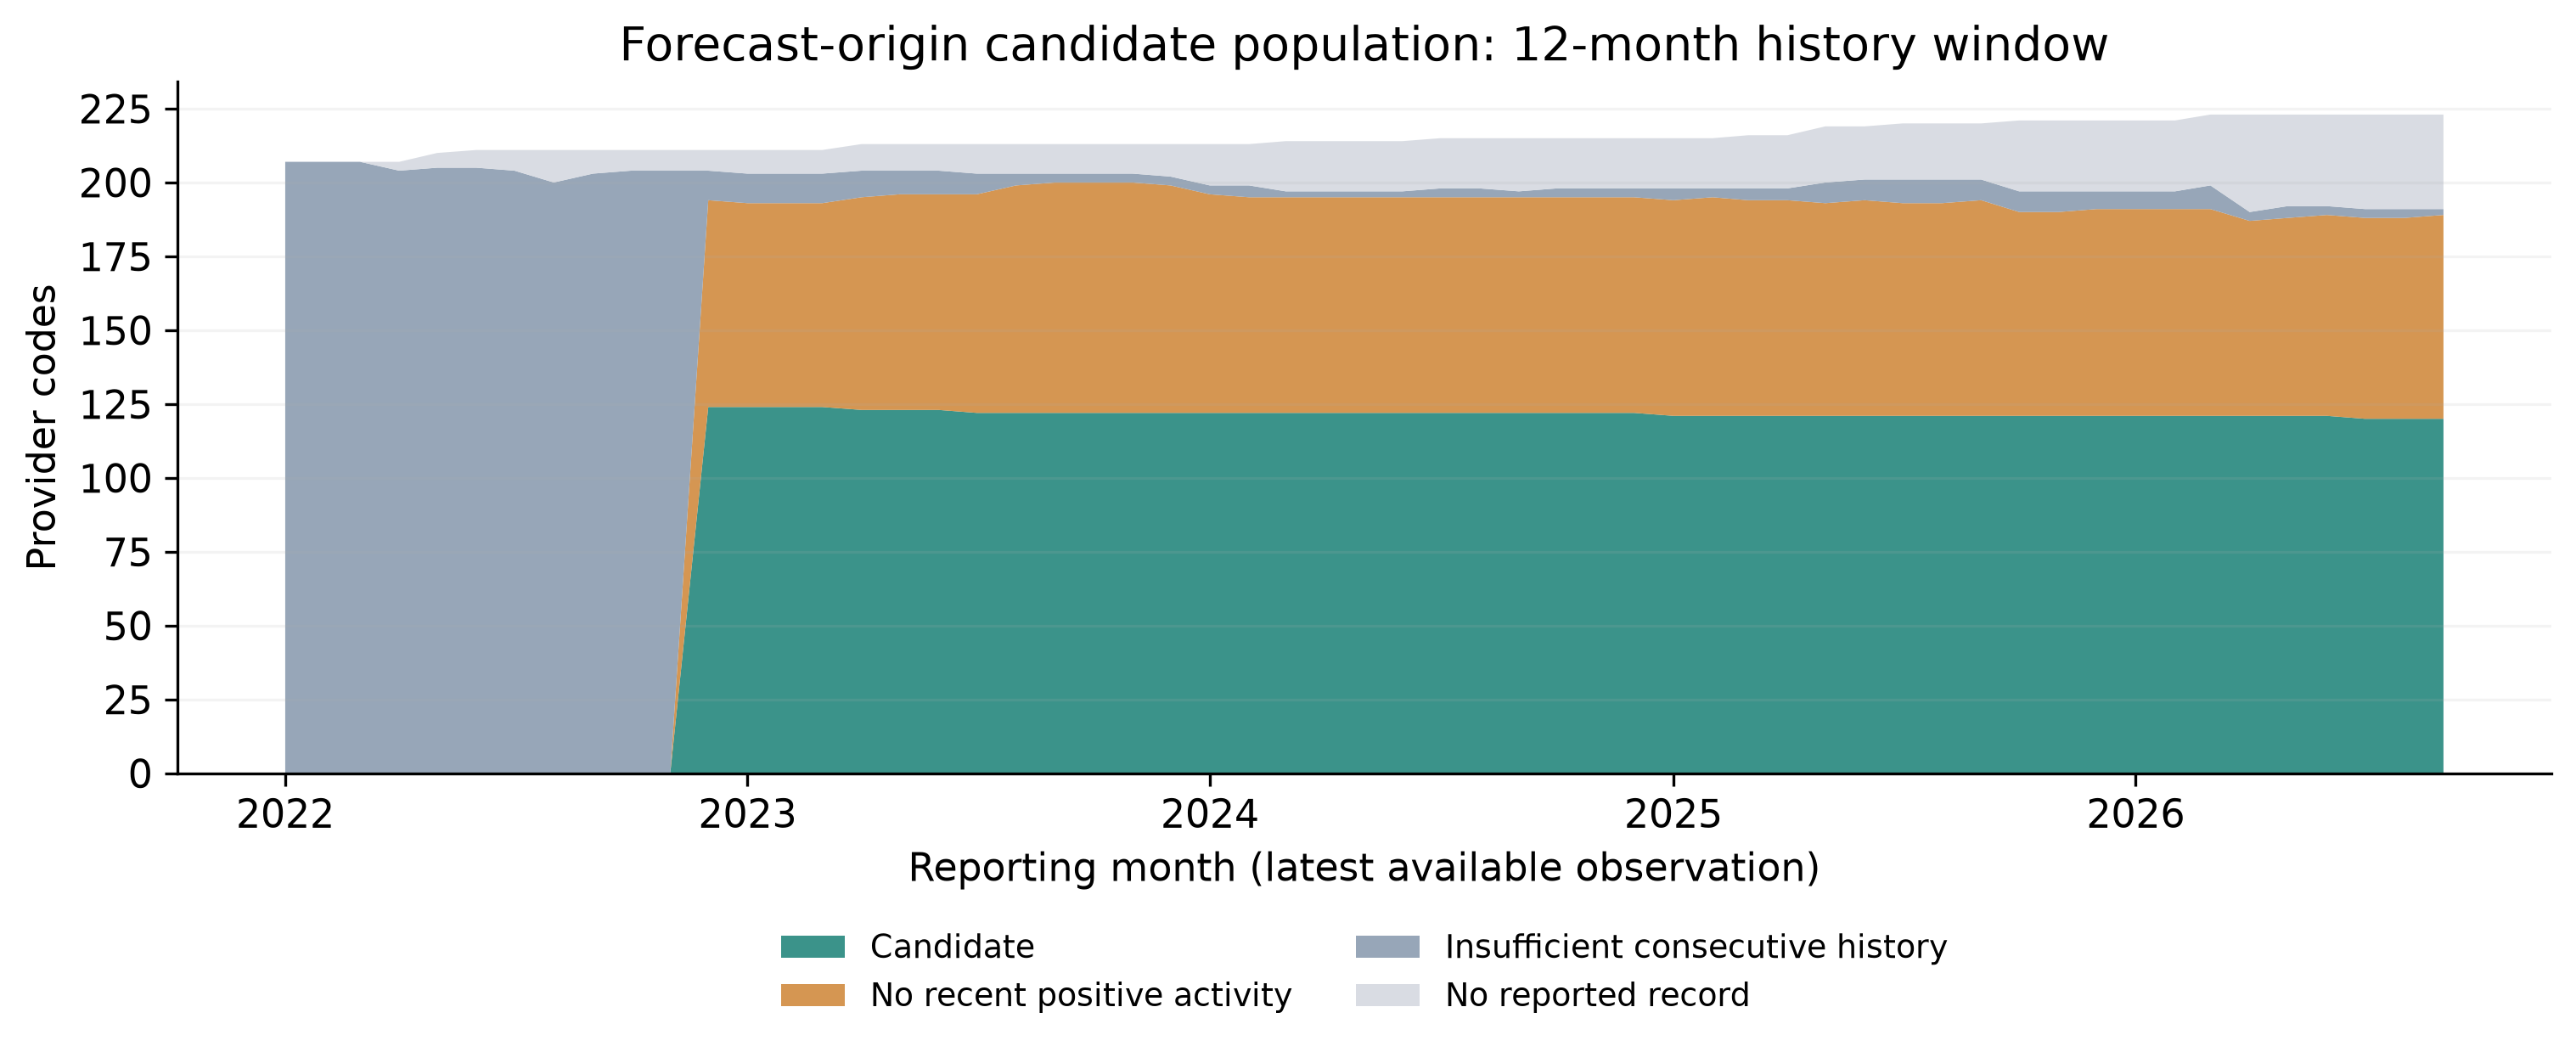 Forecast-origin candidate population: 12-month history window
225
200
175
150
125
100
75
50
25
0
Provider codes
2022 2023 2024 2025 2026
Reporting month (latest available observation)
Candidate
No recent positive activity
Insufficient consecutive history
No reported record